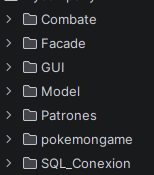 Combate
Facade
GUI
Model
Patrones
pokemongame
SQL_Conexion